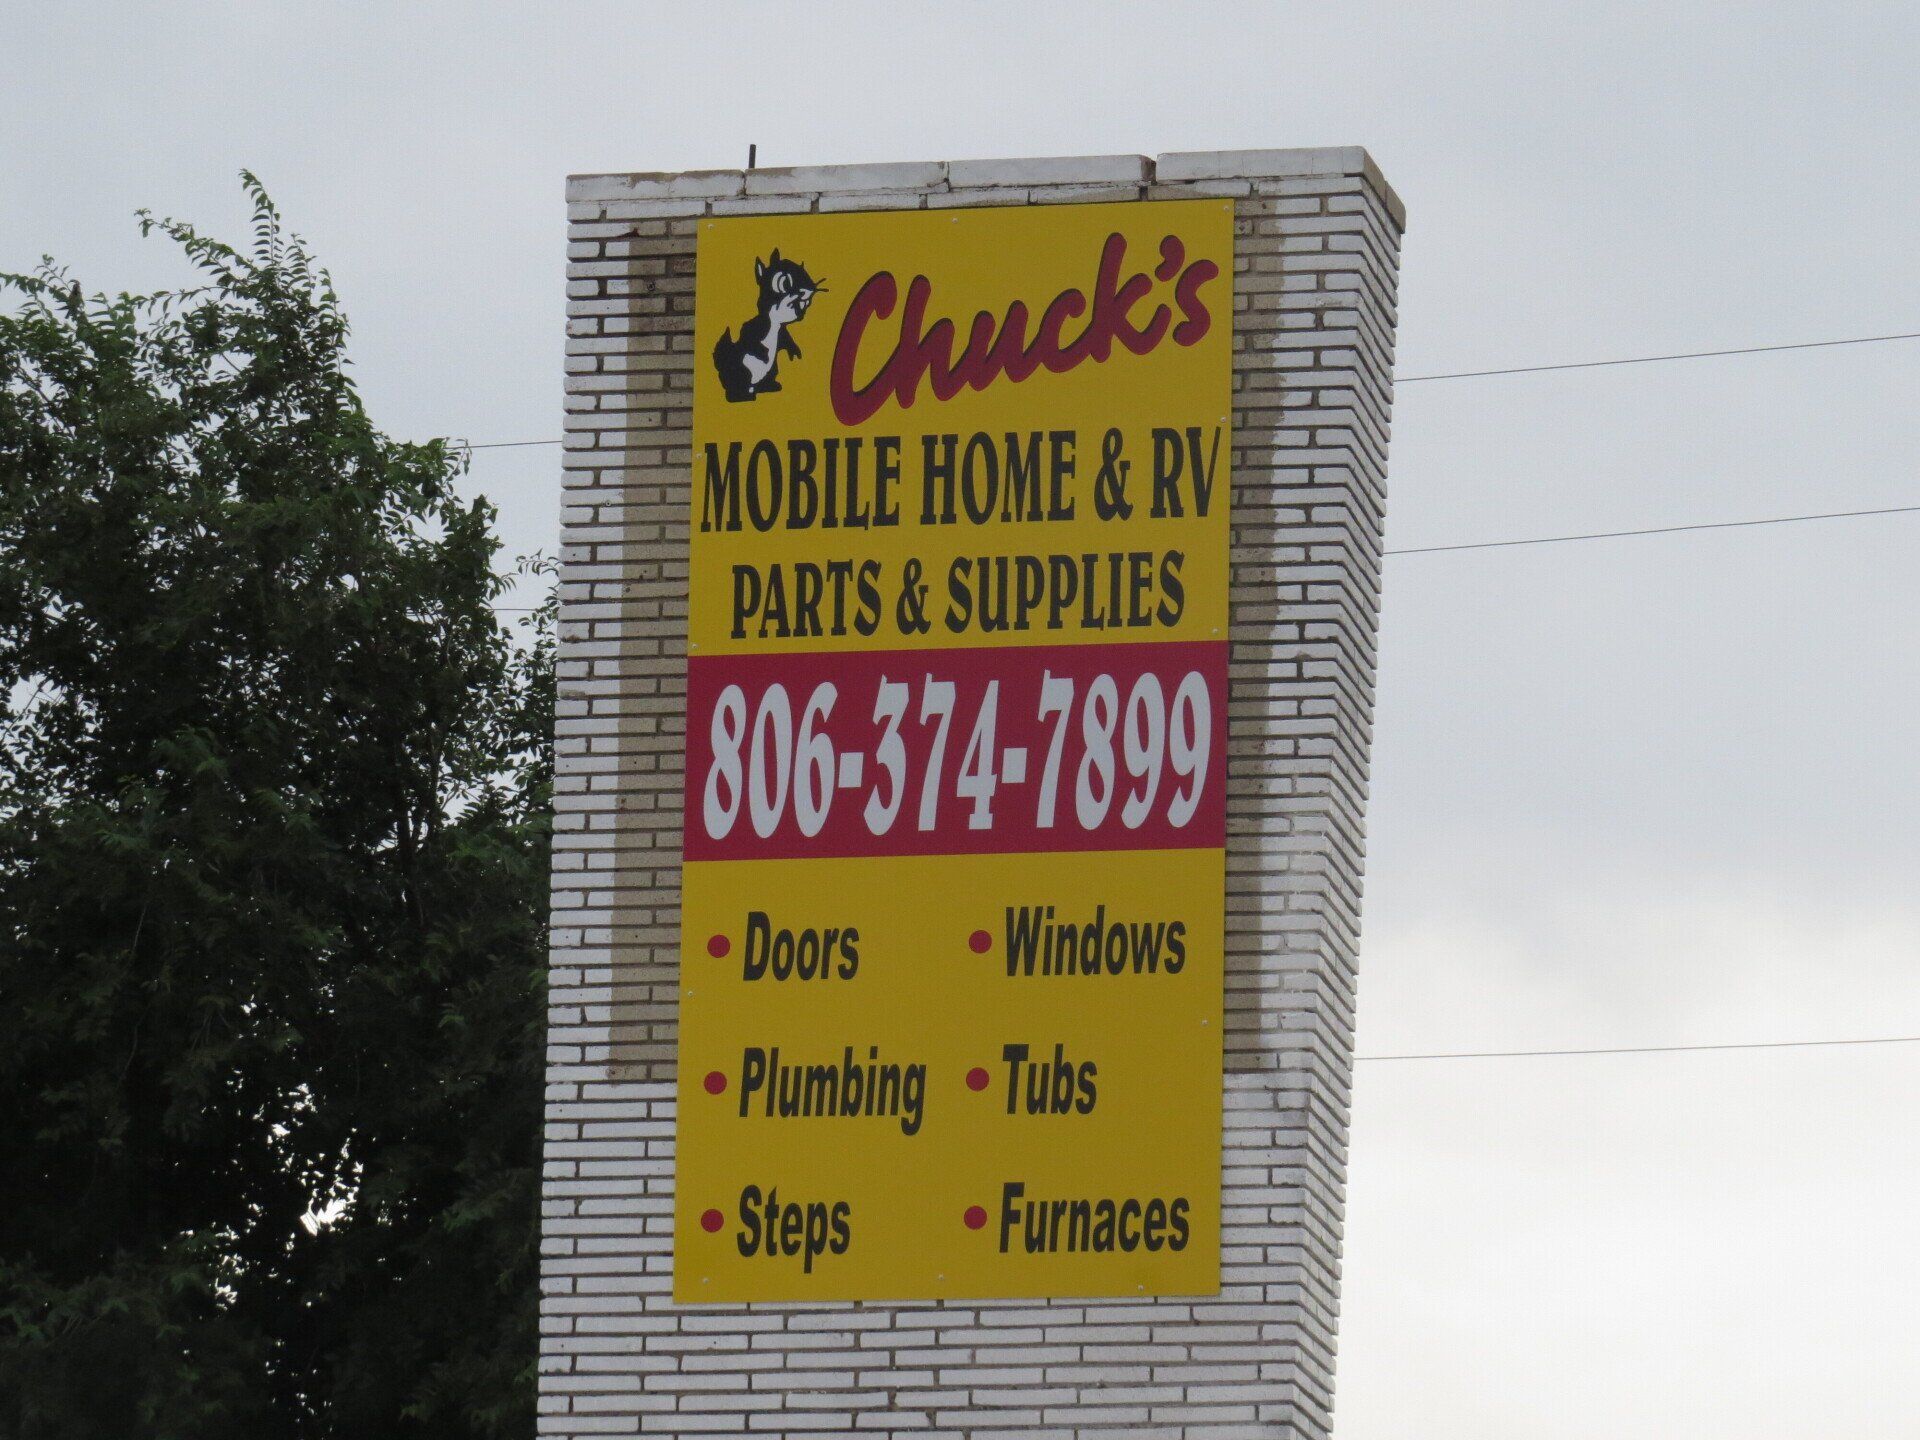 Chuck's
MOBILE HOME & RV
PARTS & SUPPLIES
806-374-7899
• Doors • Windows
• Plumbing • Tubs
• Steps • Furnaces